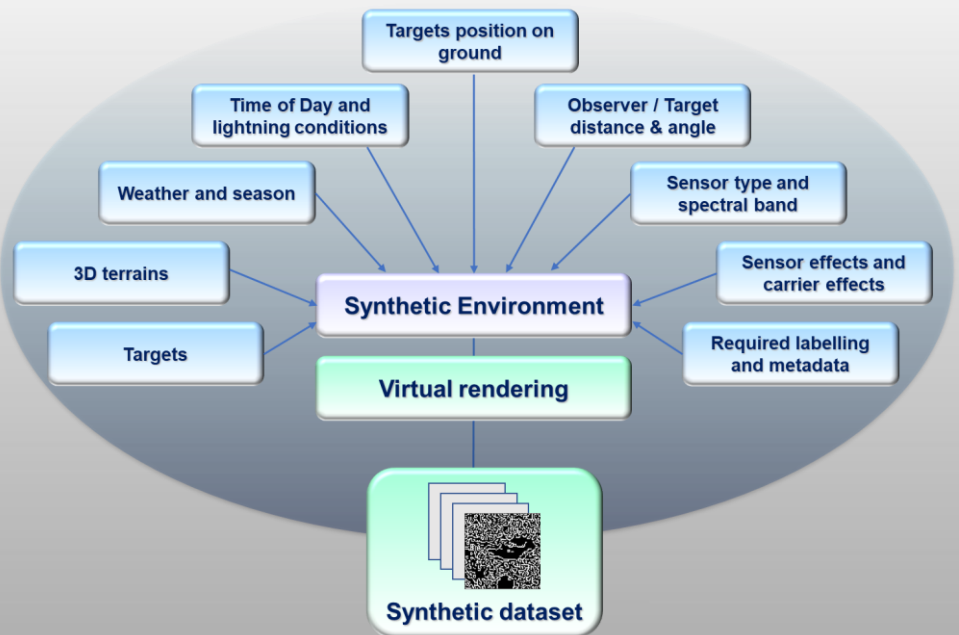 Targets position on
ground
Time of Day and
lightning conditions
Observer / Target
distance & angle
Weather and season
Sensor type and
spectral band
3D terrains
Sensor effects and
carrier effects
Synthetic Environment
Targets
Required labelling
and metadata
Virtual rendering
Synthetic dataset